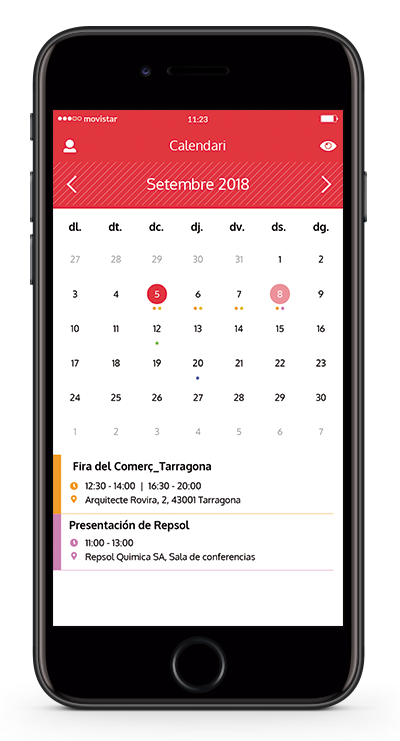 movistar 11:23
Calendari
Setembre 2018
dl. dt. dc. dj. dv. ds. dg.
27 28 29 30 31 1 2
3 4 5 6 7 8 9
10 11 12 13 14 15 16
17 18 19 20 21 22 23
24 25 26 27 28 29 30
1 2 3 4 5 6 7
Fira del Comerç_Tarragona
12:30 - 14:00 | 16:30 - 20:00
Arquitecte Rovira, 2, 43001 Tarragona
Presentación de Repsol
11:00 - 13:00
Repsol Quimica SA, Sala de conferencias